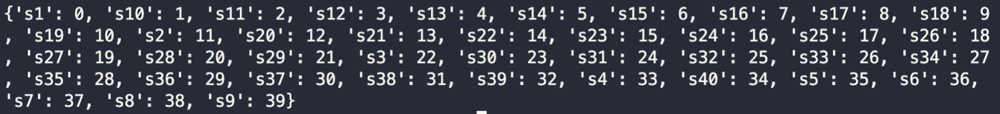 {'s1': 0, 's10': 1, 's11': 2, 's12': 3, 's13': 4, 's14': 5, 's15': 6, 's16': 7, 's17': 8, 's18': 9
, 's19': 10, 's2': 11, 's20': 12, 's21': 13, 's22': 14, 's23': 15, 's24': 16, 's25': 17, 's26': 18
, 's27': 19, 's28': 20, 's29': 21, 's3': 22, 's30': 23, 's31': 24, 's32': 25, 's33': 26, 's34': 27
, 's35': 28, 's36': 29, 's37': 30, 's38': 31, 's39': 32, 's4': 33, 's40': 34, 's5': 35, 's6': 36,
's7': 37, 's8': 38, 's9': 39}